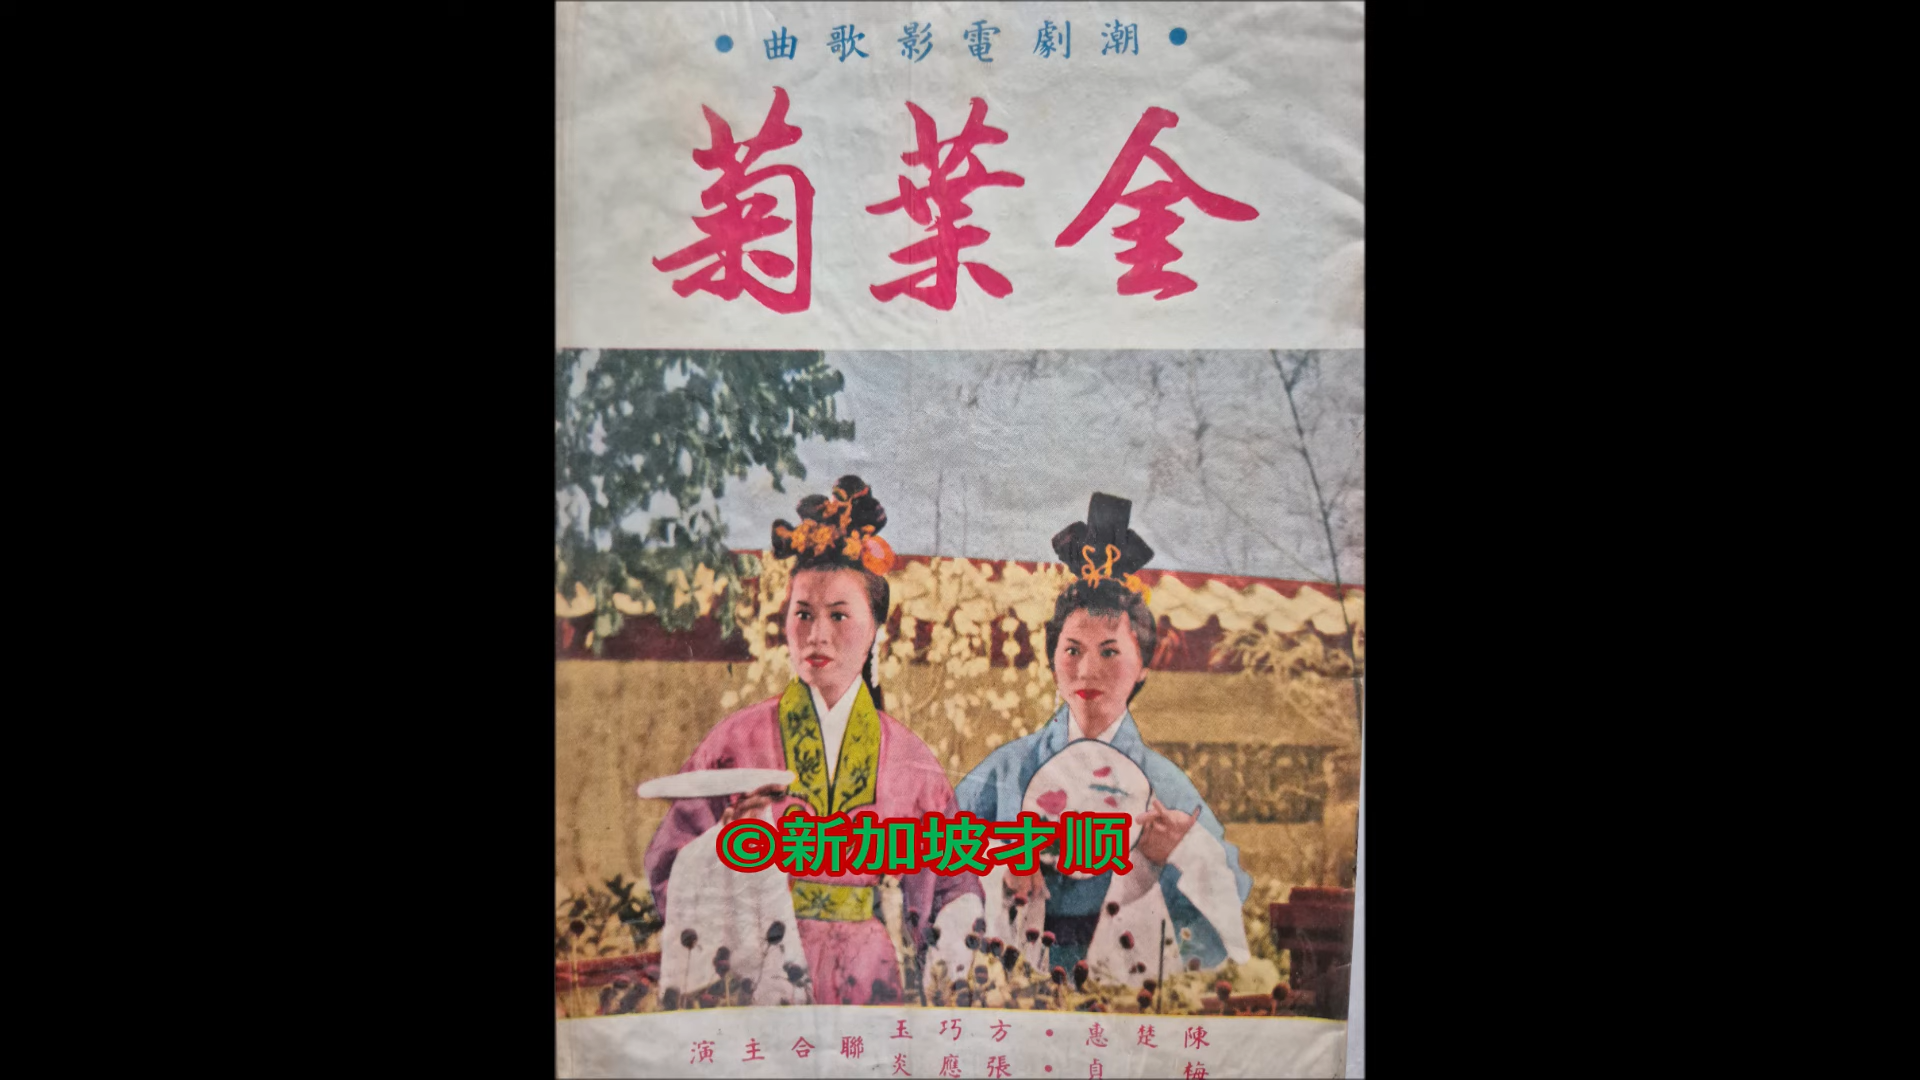 •潮劇電影歌曲•
金葉菊
©新加坡才顺
陳楚惠•方巧玉
梅貞•張應炎
聯合主演